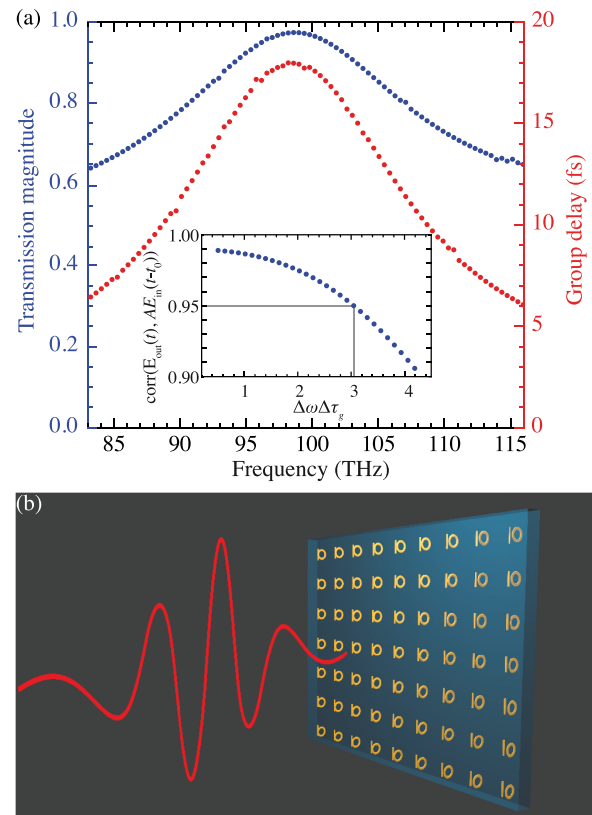 (a)
1.0
0.8
0.6
0.4
0.2
0.0
Transmission magnitude
20
15
10
5
0
Group delay (fs)
1.00
0.95
0.90
corr(E_out(t), AE_in(t-t_0))
1 2 3 4
ΔωΔτ_g
85 90 95 100 105 110 115
Frequency (THz)
(b)